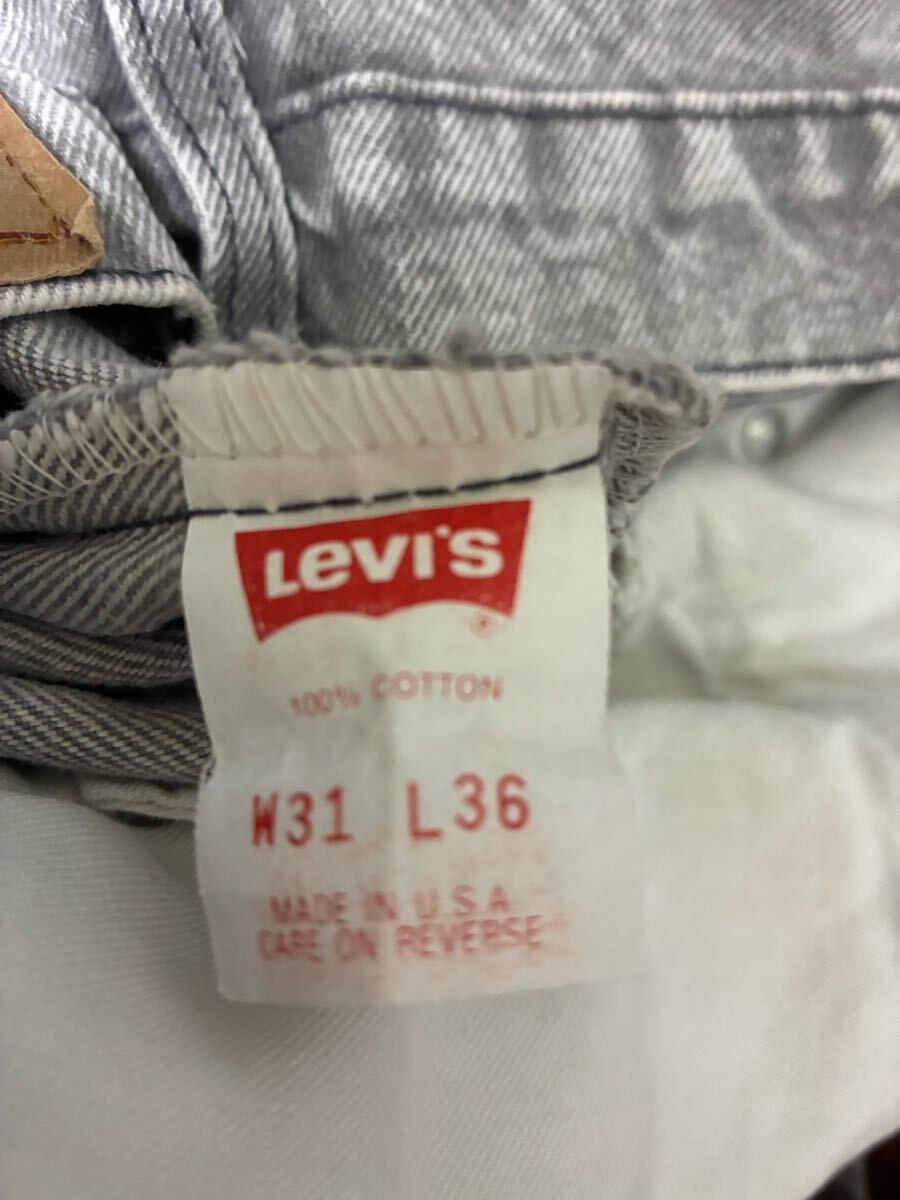 Levi's
®
100% COTTON
W31 L36
MADE IN U.S.A
CARE ON REVERSE